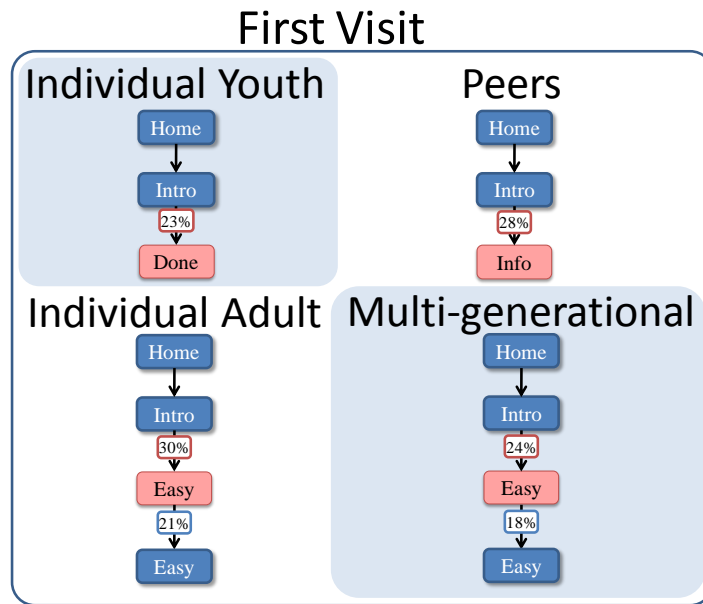 First Visit
Individual Youth
Home
Intro
23%
Done
Peers
Home
Intro
28%
Info
Individual Adult
Home
Intro
30%
Easy
21%
Easy
Multi-generational
Home
Intro
24%
Easy
18%
Easy